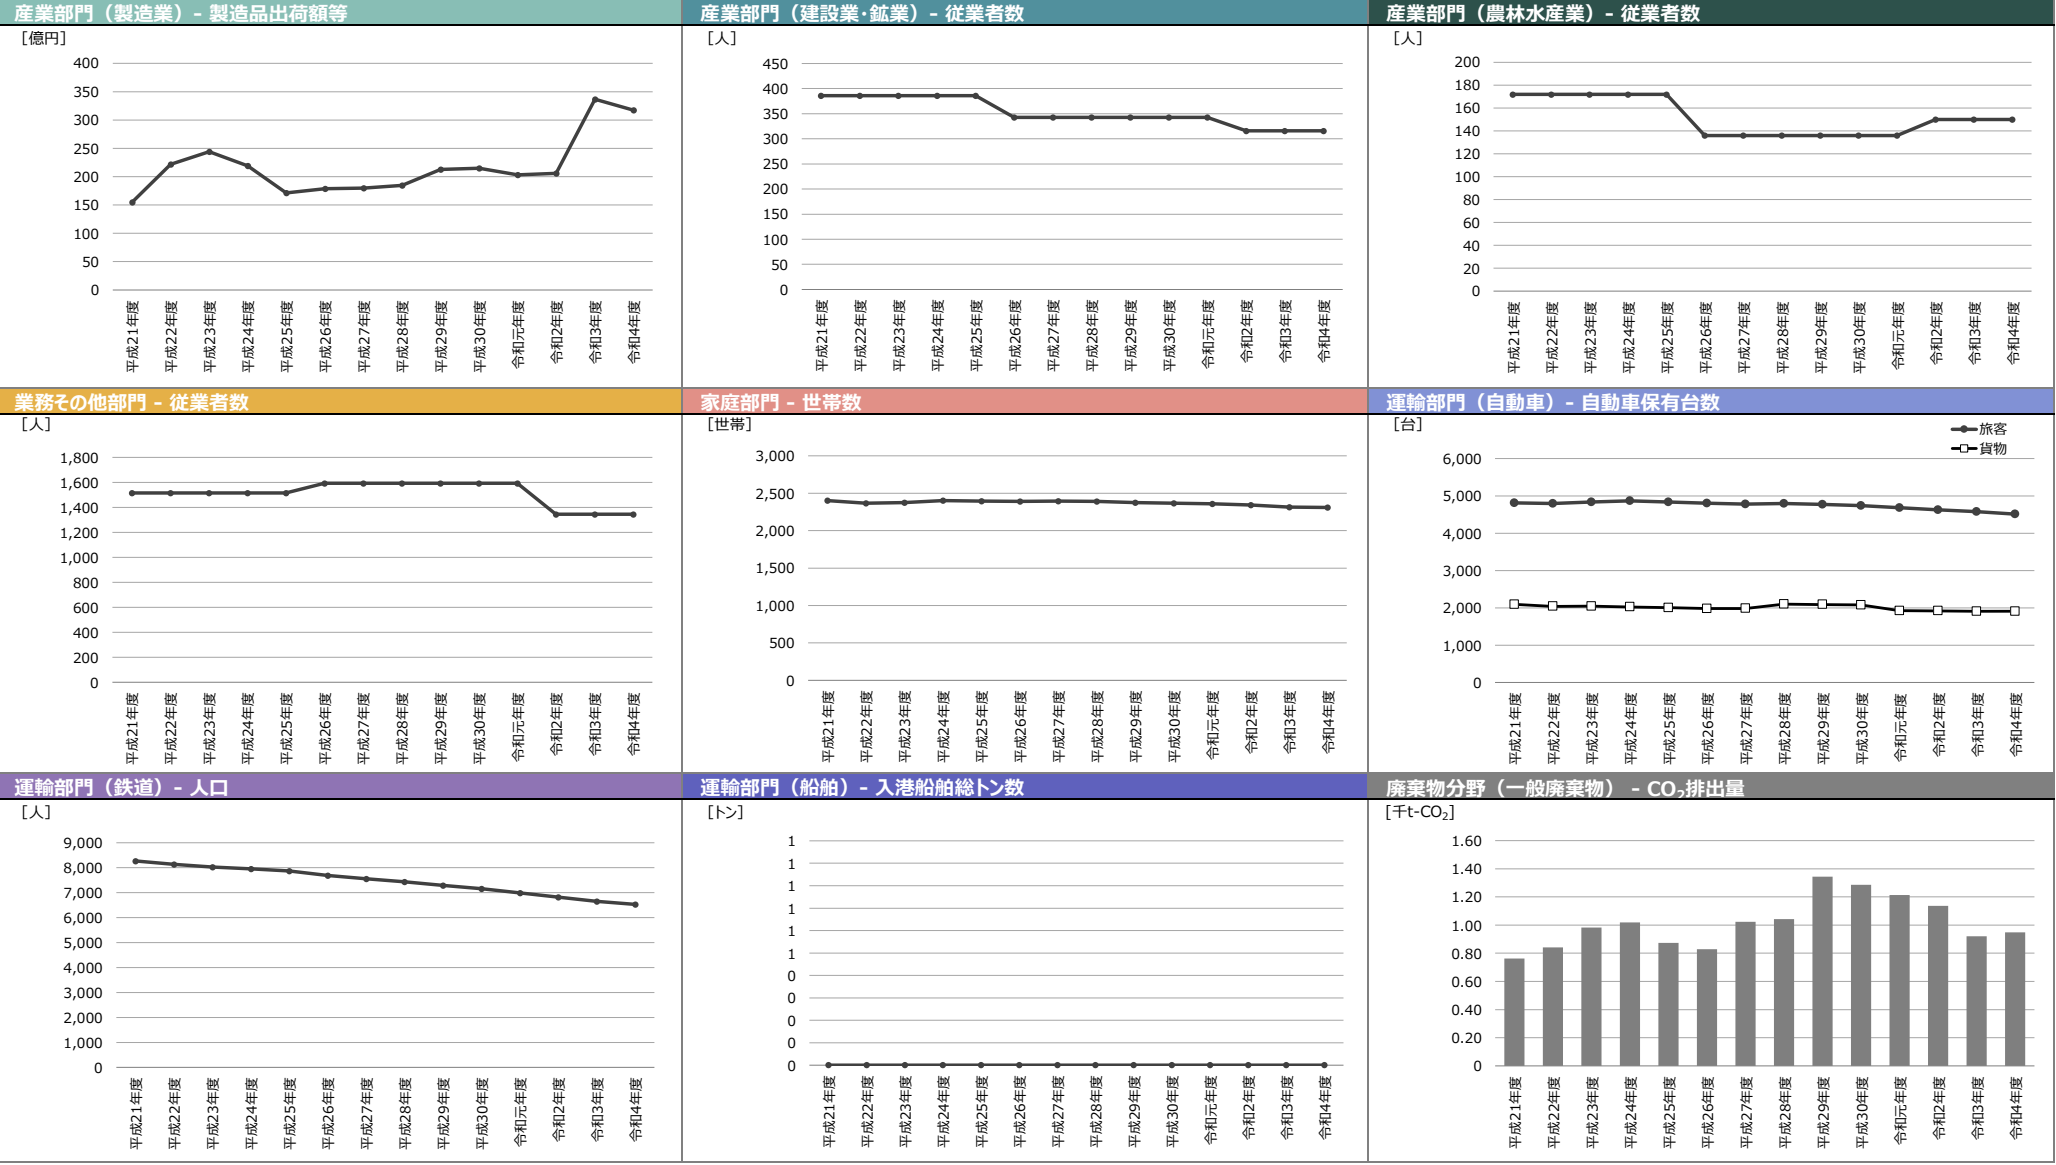 産業部門（製造業）- 製造品出荷額等
[億円]
400
350
300
250
200
150
100
50
0
平成21年度
平成22年度
平成23年度
平成24年度
平成25年度
平成26年度
平成27年度
平成28年度
平成29年度
平成30年度
令和元年度
令和2年度
令和3年度
令和4年度
産業部門（建設業･鉱業）- 従業者数
[人]
450
400
350
300
250
200
150
100
50
0
平成21年度
平成22年度
平成23年度
平成24年度
平成25年度
平成26年度
平成27年度
平成28年度
平成29年度
平成30年度
令和元年度
令和2年度
令和3年度
令和4年度
産業部門（農林水産業）- 従業者数
[人]
200
180
160
140
120
100
80
60
40
20
0
平成21年度
平成22年度
平成23年度
平成24年度
平成25年度
平成26年度
平成27年度
平成28年度
平成29年度
平成30年度
令和元年度
令和2年度
令和3年度
令和4年度
業務その他部門 - 従業者数
[人]
1,800
1,600
1,400
1,200
1,000
800
600
400
200
0
平成21年度
平成22年度
平成23年度
平成24年度
平成25年度
平成26年度
平成27年度
平成28年度
平成29年度
平成30年度
令和元年度
令和2年度
令和3年度
令和4年度
家庭部門 - 世帯数
[世帯]
3,000
2,500
2,000
1,500
1,000
500
0
平成21年度
平成22年度
平成23年度
平成24年度
平成25年度
平成26年度
平成27年度
平成28年度
平成29年度
平成30年度
令和元年度
令和2年度
令和3年度
令和4年度
運輸部門（自動車）- 自動車保有台数
[台]
旅客
貨物
6,000
5,000
4,000
3,000
2,000
1,000
0
平成21年度
平成22年度
平成23年度
平成24年度
平成25年度
平成26年度
平成27年度
平成28年度
平成29年度
平成30年度
令和元年度
令和2年度
令和3年度
令和4年度
運輸部門（鉄道）- 人口
[人]
9,000
8,000
7,000
6,000
5,000
4,000
3,000
2,000
1,000
0
平成21年度
平成22年度
平成23年度
平成24年度
平成25年度
平成26年度
平成27年度
平成28年度
平成29年度
平成30年度
令和元年度
令和2年度
令和3年度
令和4年度
運輸部門（船舶）- 入港船舶総トン数
[トン]
1
1
1
1
1
1
0
0
0
0
0
平成21年度
平成22年度
平成23年度
平成24年度
平成25年度
平成26年度
平成27年度
平成28年度
平成29年度
平成30年度
令和元年度
令和2年度
令和3年度
令和4年度
廃棄物分野（一般廃棄物） - CO₂排出量
[千t-CO₂]
1.60
1.40
1.20
1.00
0.80
0.60
0.40
0.20
0
平成21年度
平成22年度
平成23年度
平成24年度
平成25年度
平成26年度
平成27年度
平成28年度
平成29年度
平成30年度
令和元年度
令和2年度
令和3年度
令和4年度